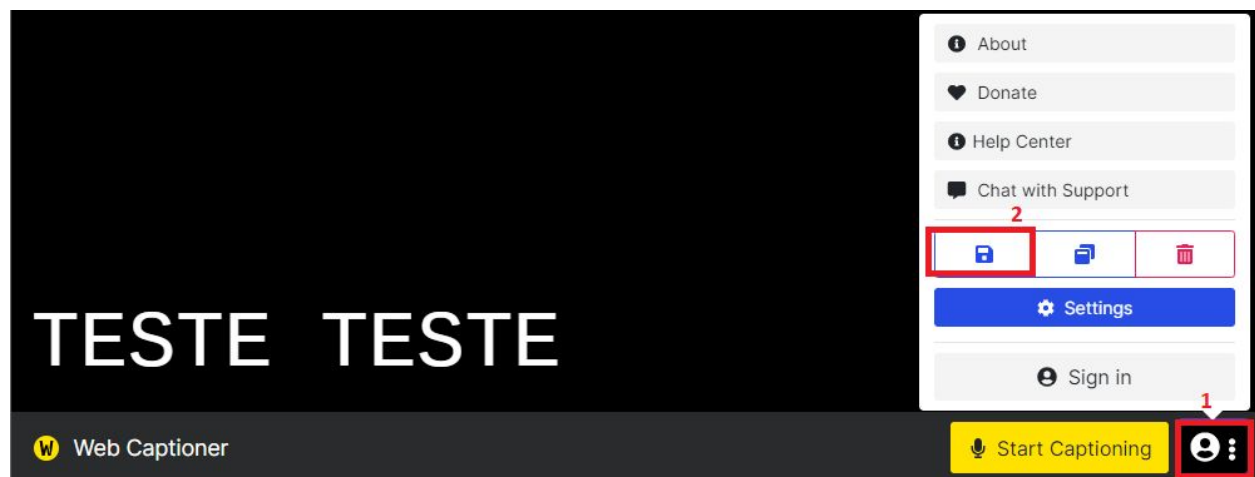 About
Donate
Help Center
Chat with Support
2
Settings
TESTE TESTE
Sign in
1
W Web Captioner
Start Captioning